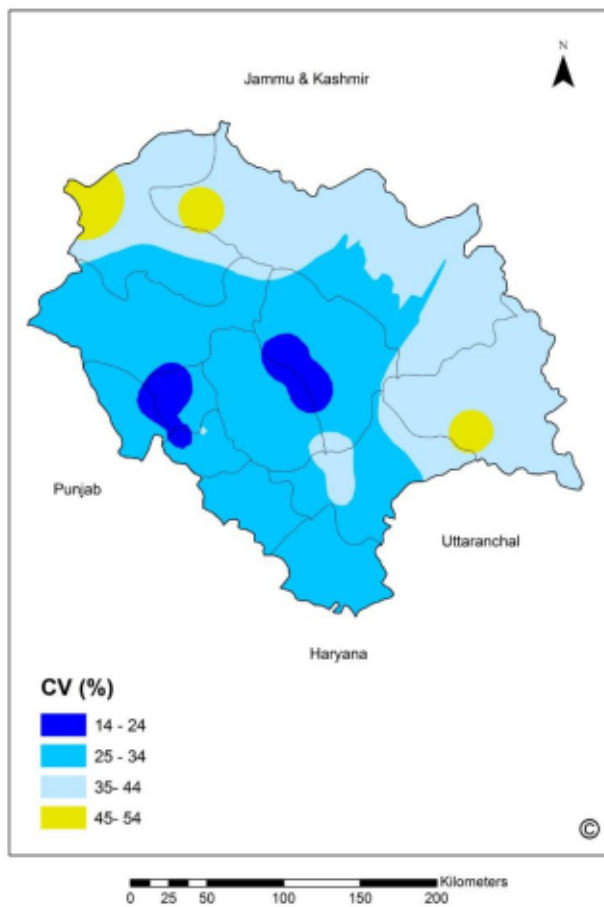 N
Jammu & Kashmir
Punjab
Uttaranchal
Haryana
CV (%)
14 - 24
25 - 34
35- 44
45- 54
©
Kilometers
0 25 50 100 150 200